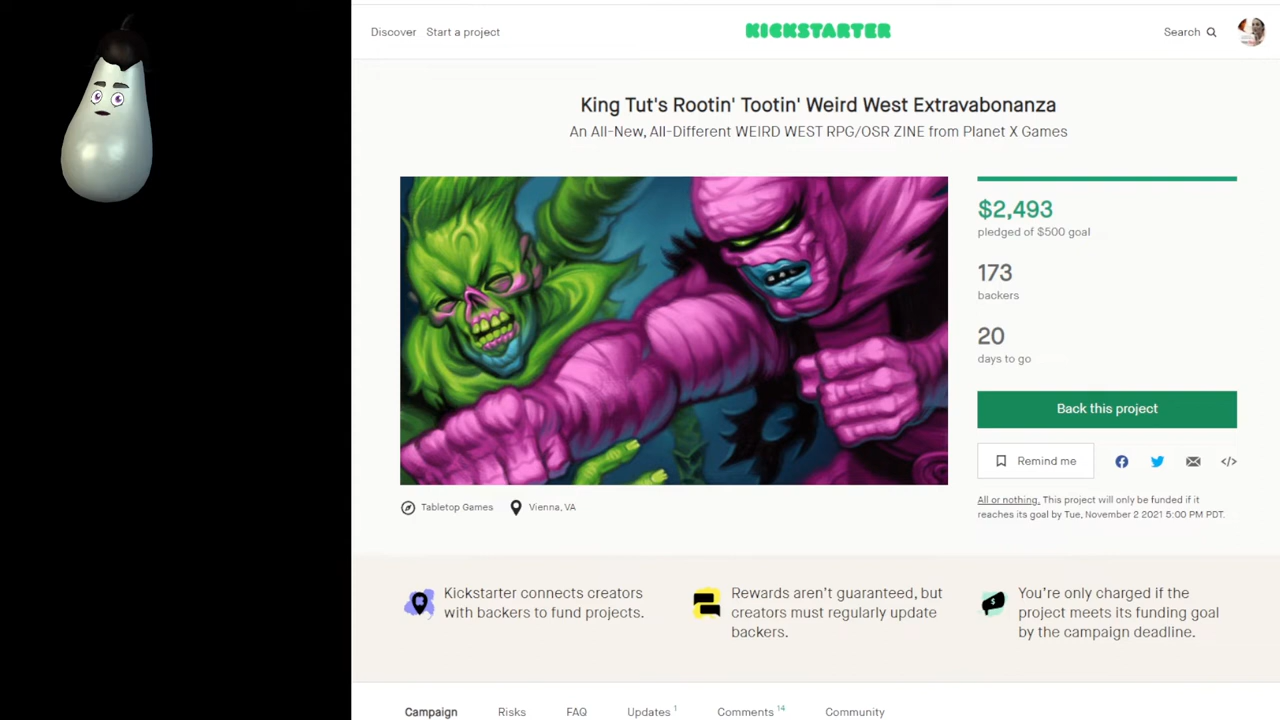 Discover Start a project KICKSTARTER Search
King Tut's Rootin' Tootin' Weird West Extravabonanza
An All-New, All-Different WEIRD WEST RPG/OSR ZINE from Planet X Games
$2,493
pledged of $500 goal
173
backers
20
days to go
Back this project
Remind me
All or nothing. This project will only be funded if it
reaches its goal by Tue, November 2 2021 5:00 PM PDT.
Tabletop Games Vienna, VA
Kickstarter connects creators
with backers to fund projects.
Rewards aren't guaranteed, but
creators must regularly update
backers.
You're only charged if the
project meets its funding goal
by the campaign deadline.
Campaign Risks FAQ Updates 1 Comments 14 Community